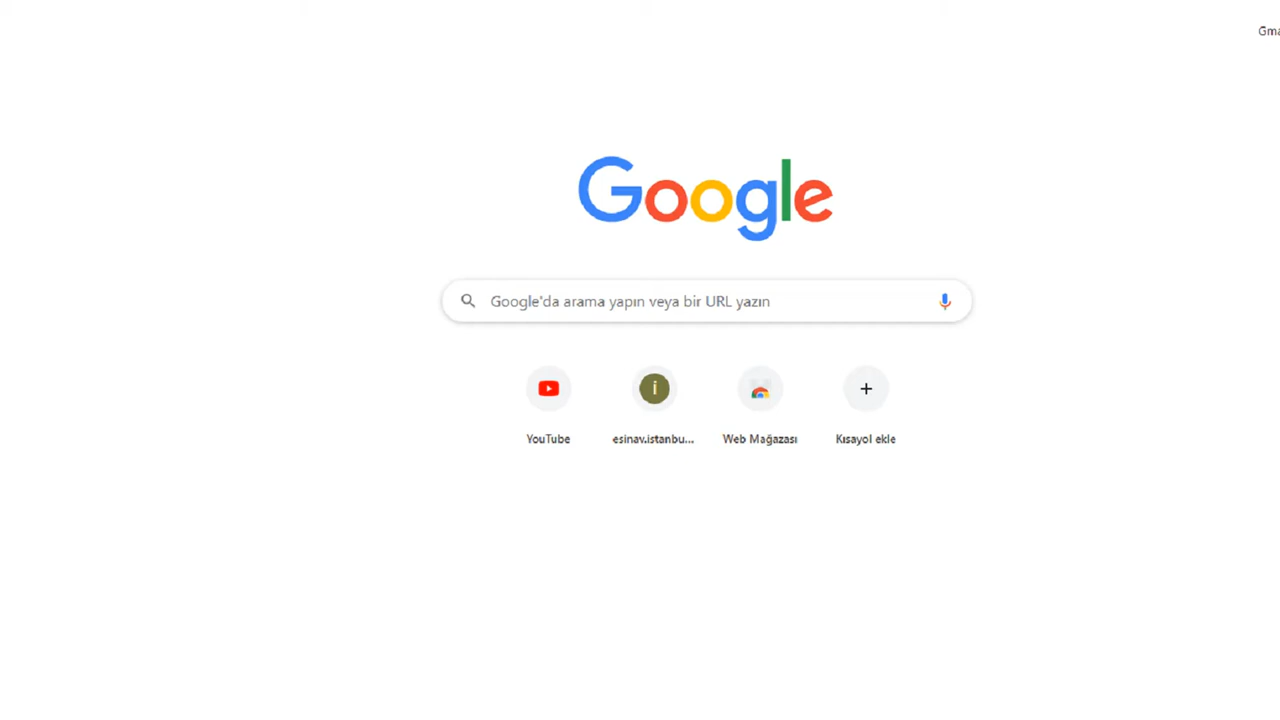 Gma
Google
Google'da arama yapın veya bir URL yazın
YouTube
esinav.istanbu...
Web Mağazası
Kısayol ekle